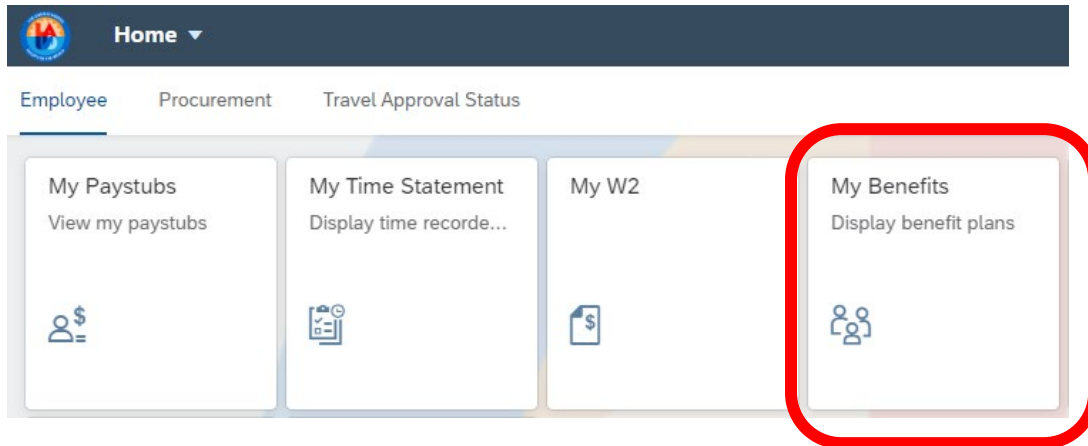 Home
Employee Procurement Travel Approval Status
My Paystubs
View my paystubs
My Time Statement
Display time recorde...
My W2
My Benefits
Display benefit plans